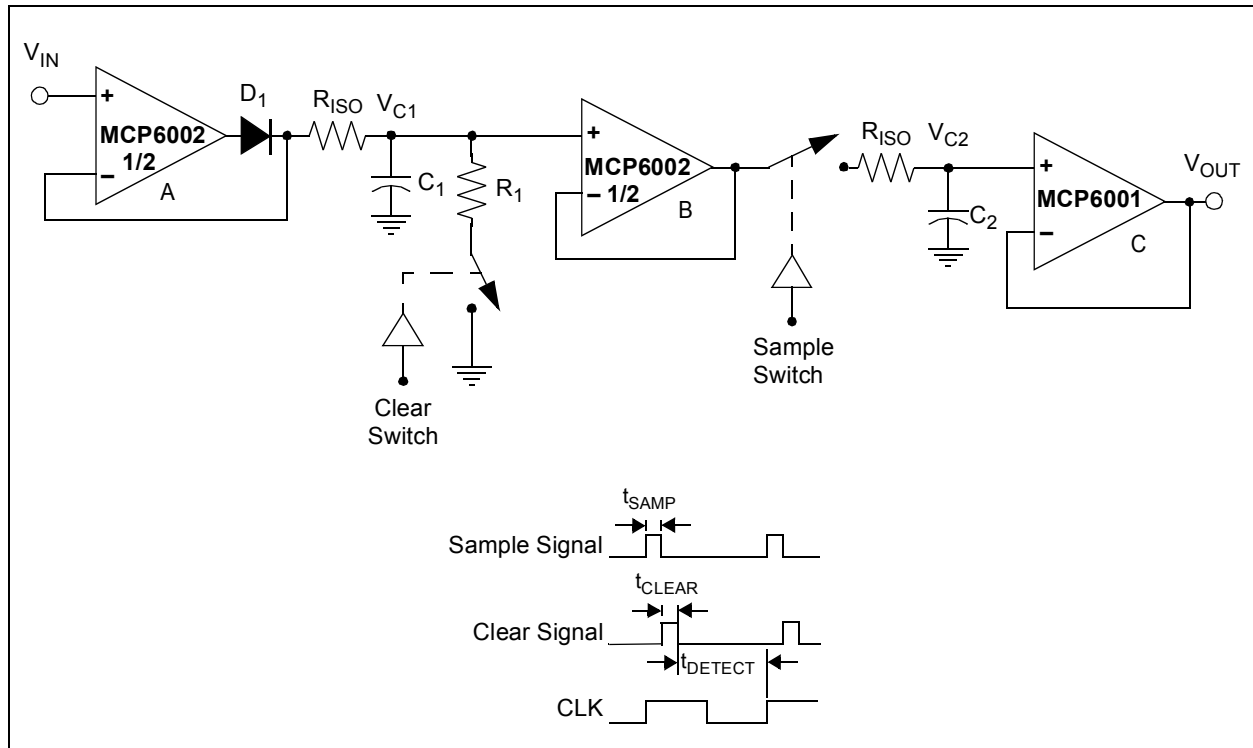 V_IN
+
MCP6002
1/2
−
A
D_1
R_ISO
V_C1
C_1
R_1
+
MCP6002
− 1/2
B
R_ISO
V_C2
C_2
+
MCP6001
−
C
V_OUT
Clear
Switch
Sample
Switch
t_SAMP
Sample Signal
t_CLEAR
Clear Signal
t_DETECT
CLK